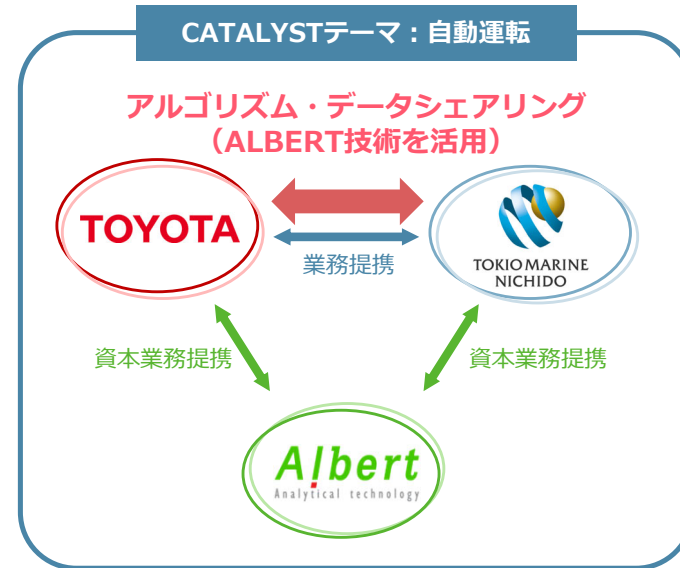 CATALYSTテーマ：自動運転
アルゴリズム・データシェアリング
（ALBERT技術を活用）
TOYOTA
業務提携
TOKIO MARINE
NICHIDO
資本業務提携
資本業務提携
Albert
Analytical technology